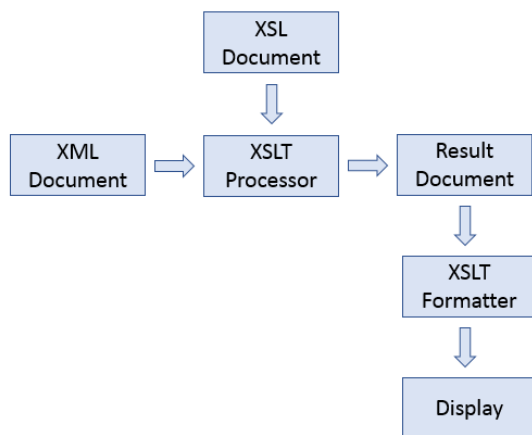 XSL
Document
XML
Document
XSLT
Processor
Result
Document
XSLT
Formatter
Display